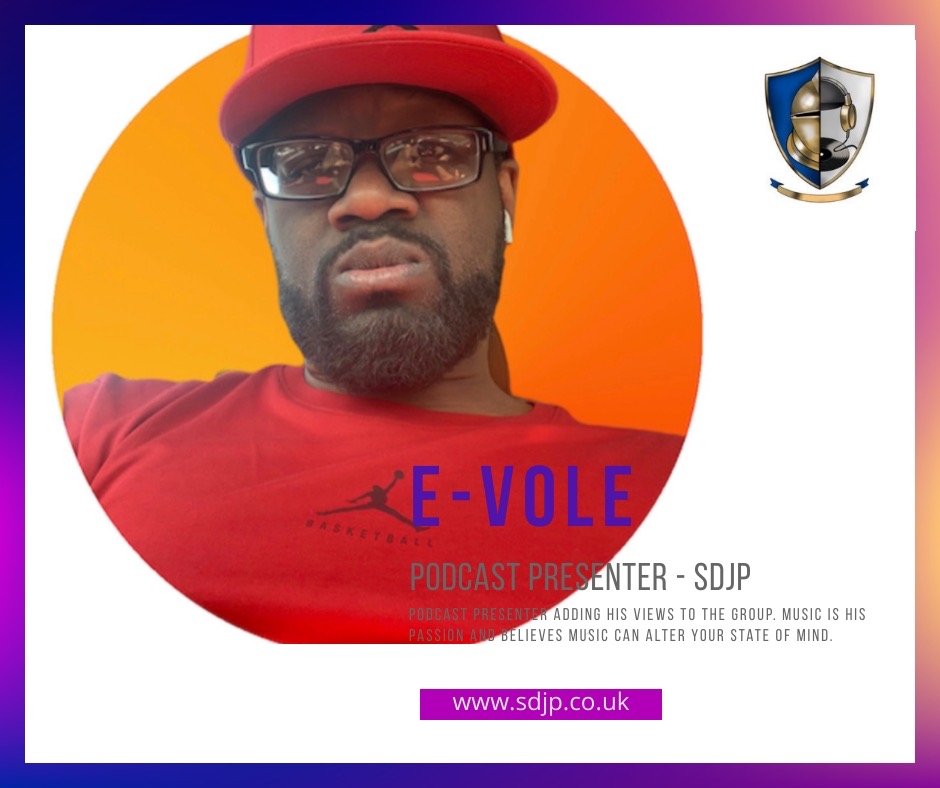 BASKETBALL
E-VOLE
PODCAST PRESENTER - SDJP
PODCAST PRESENTER ADDING HIS VIEWS TO THE GROUP. MUSIC IS HIS
PASSION AND BELIEVES MUSIC CAN ALTER YOUR STATE OF MIND.
www.sdjp.co.uk